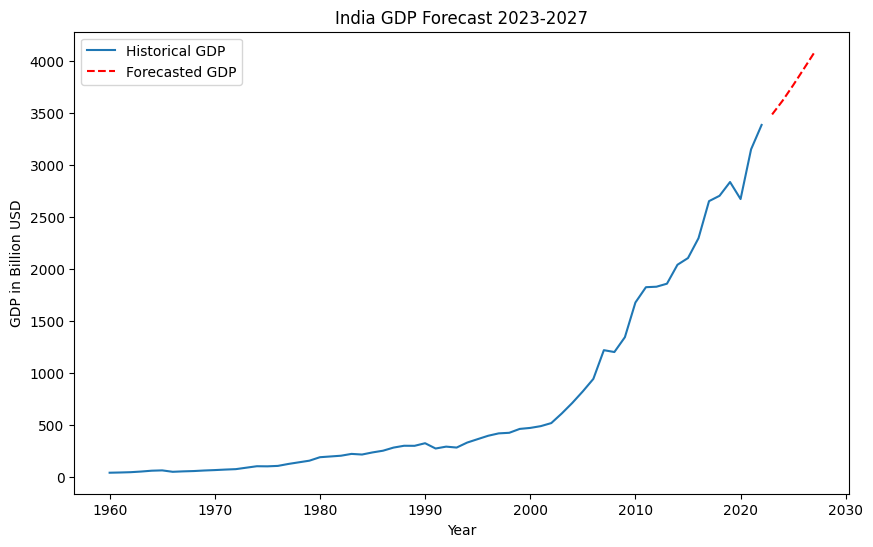 India GDP Forecast 2023-2027
Historical GDP
Forecasted GDP
GDP in Billion USD
4000
3500
3000
2500
2000
1500
1000
500
0
1960 1970 1980 1990 2000 2010 2020 2030
Year